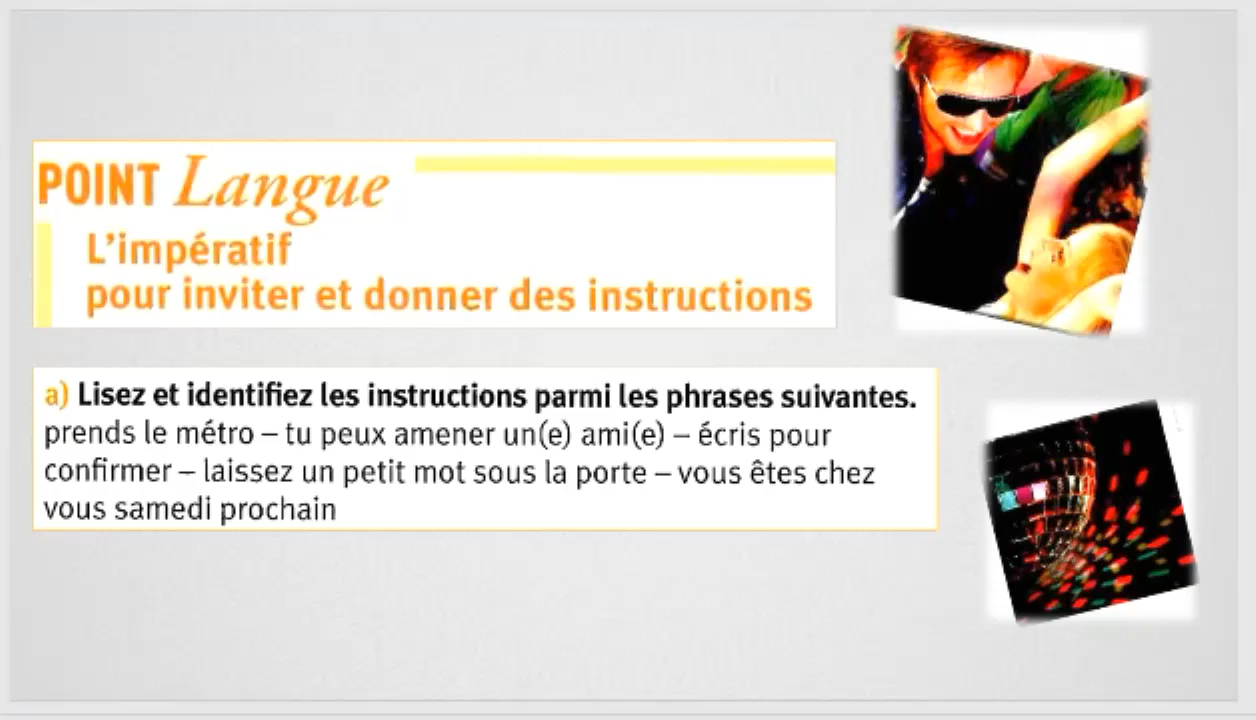 POINT Langue
L'impératif
pour inviter et donner des instructions
a) Lisez et identifiez les instructions parmi les phrases suivantes.
prends le métro – tu peux amener un(e) ami(e) – écris pour
confirmer – laissez un petit mot sous la porte – vous êtes chez
vous samedi prochain